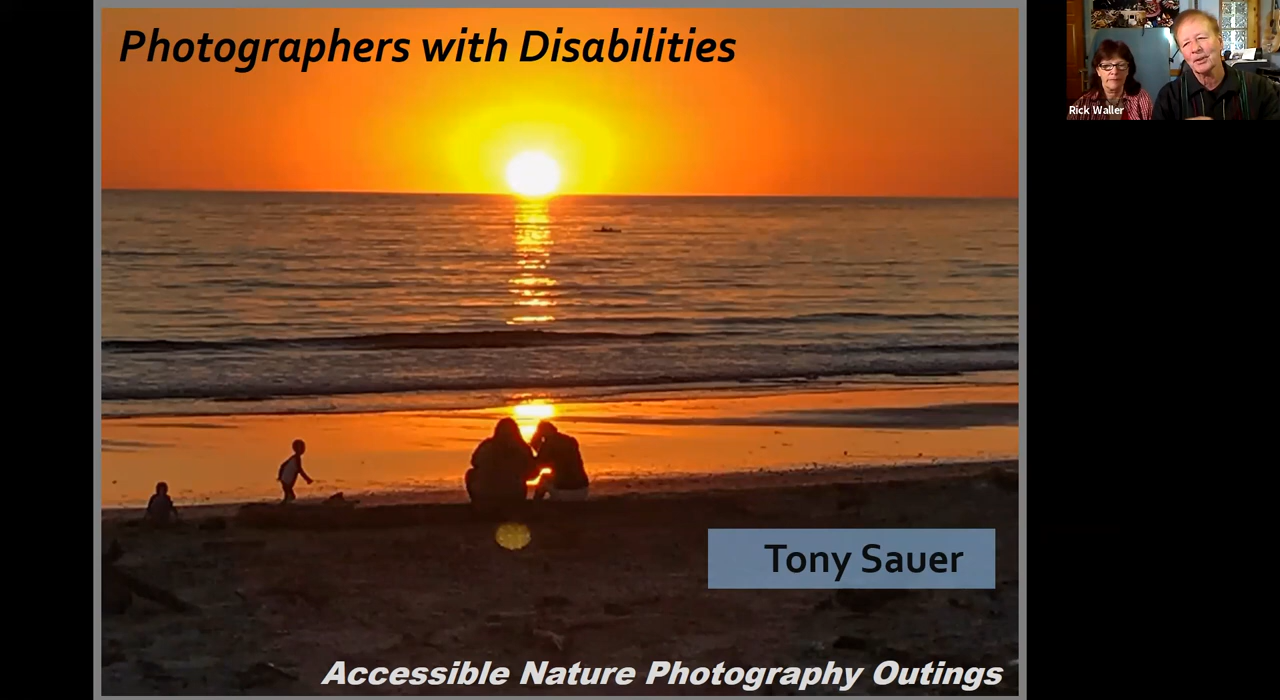 Photographers with Disabilities
Rick Waller
Tony Sauer
Accessible Nature Photography Outings